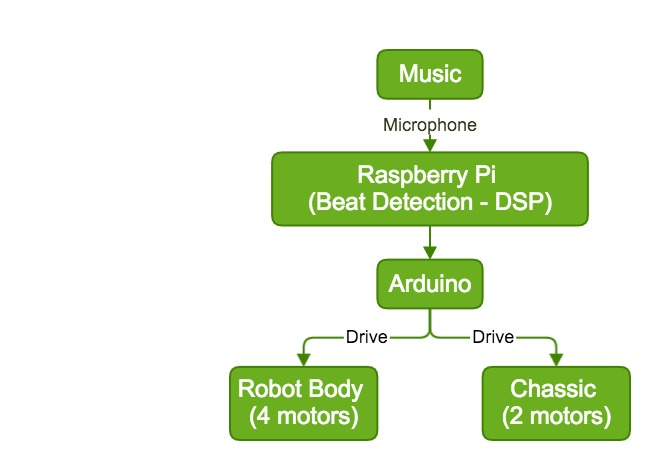 Music
Microphone
Raspberry Pi
(Beat Detection - DSP)
Arduino
Drive
Drive
Robot Body
(4 motors)
Chassic
(2 motors)